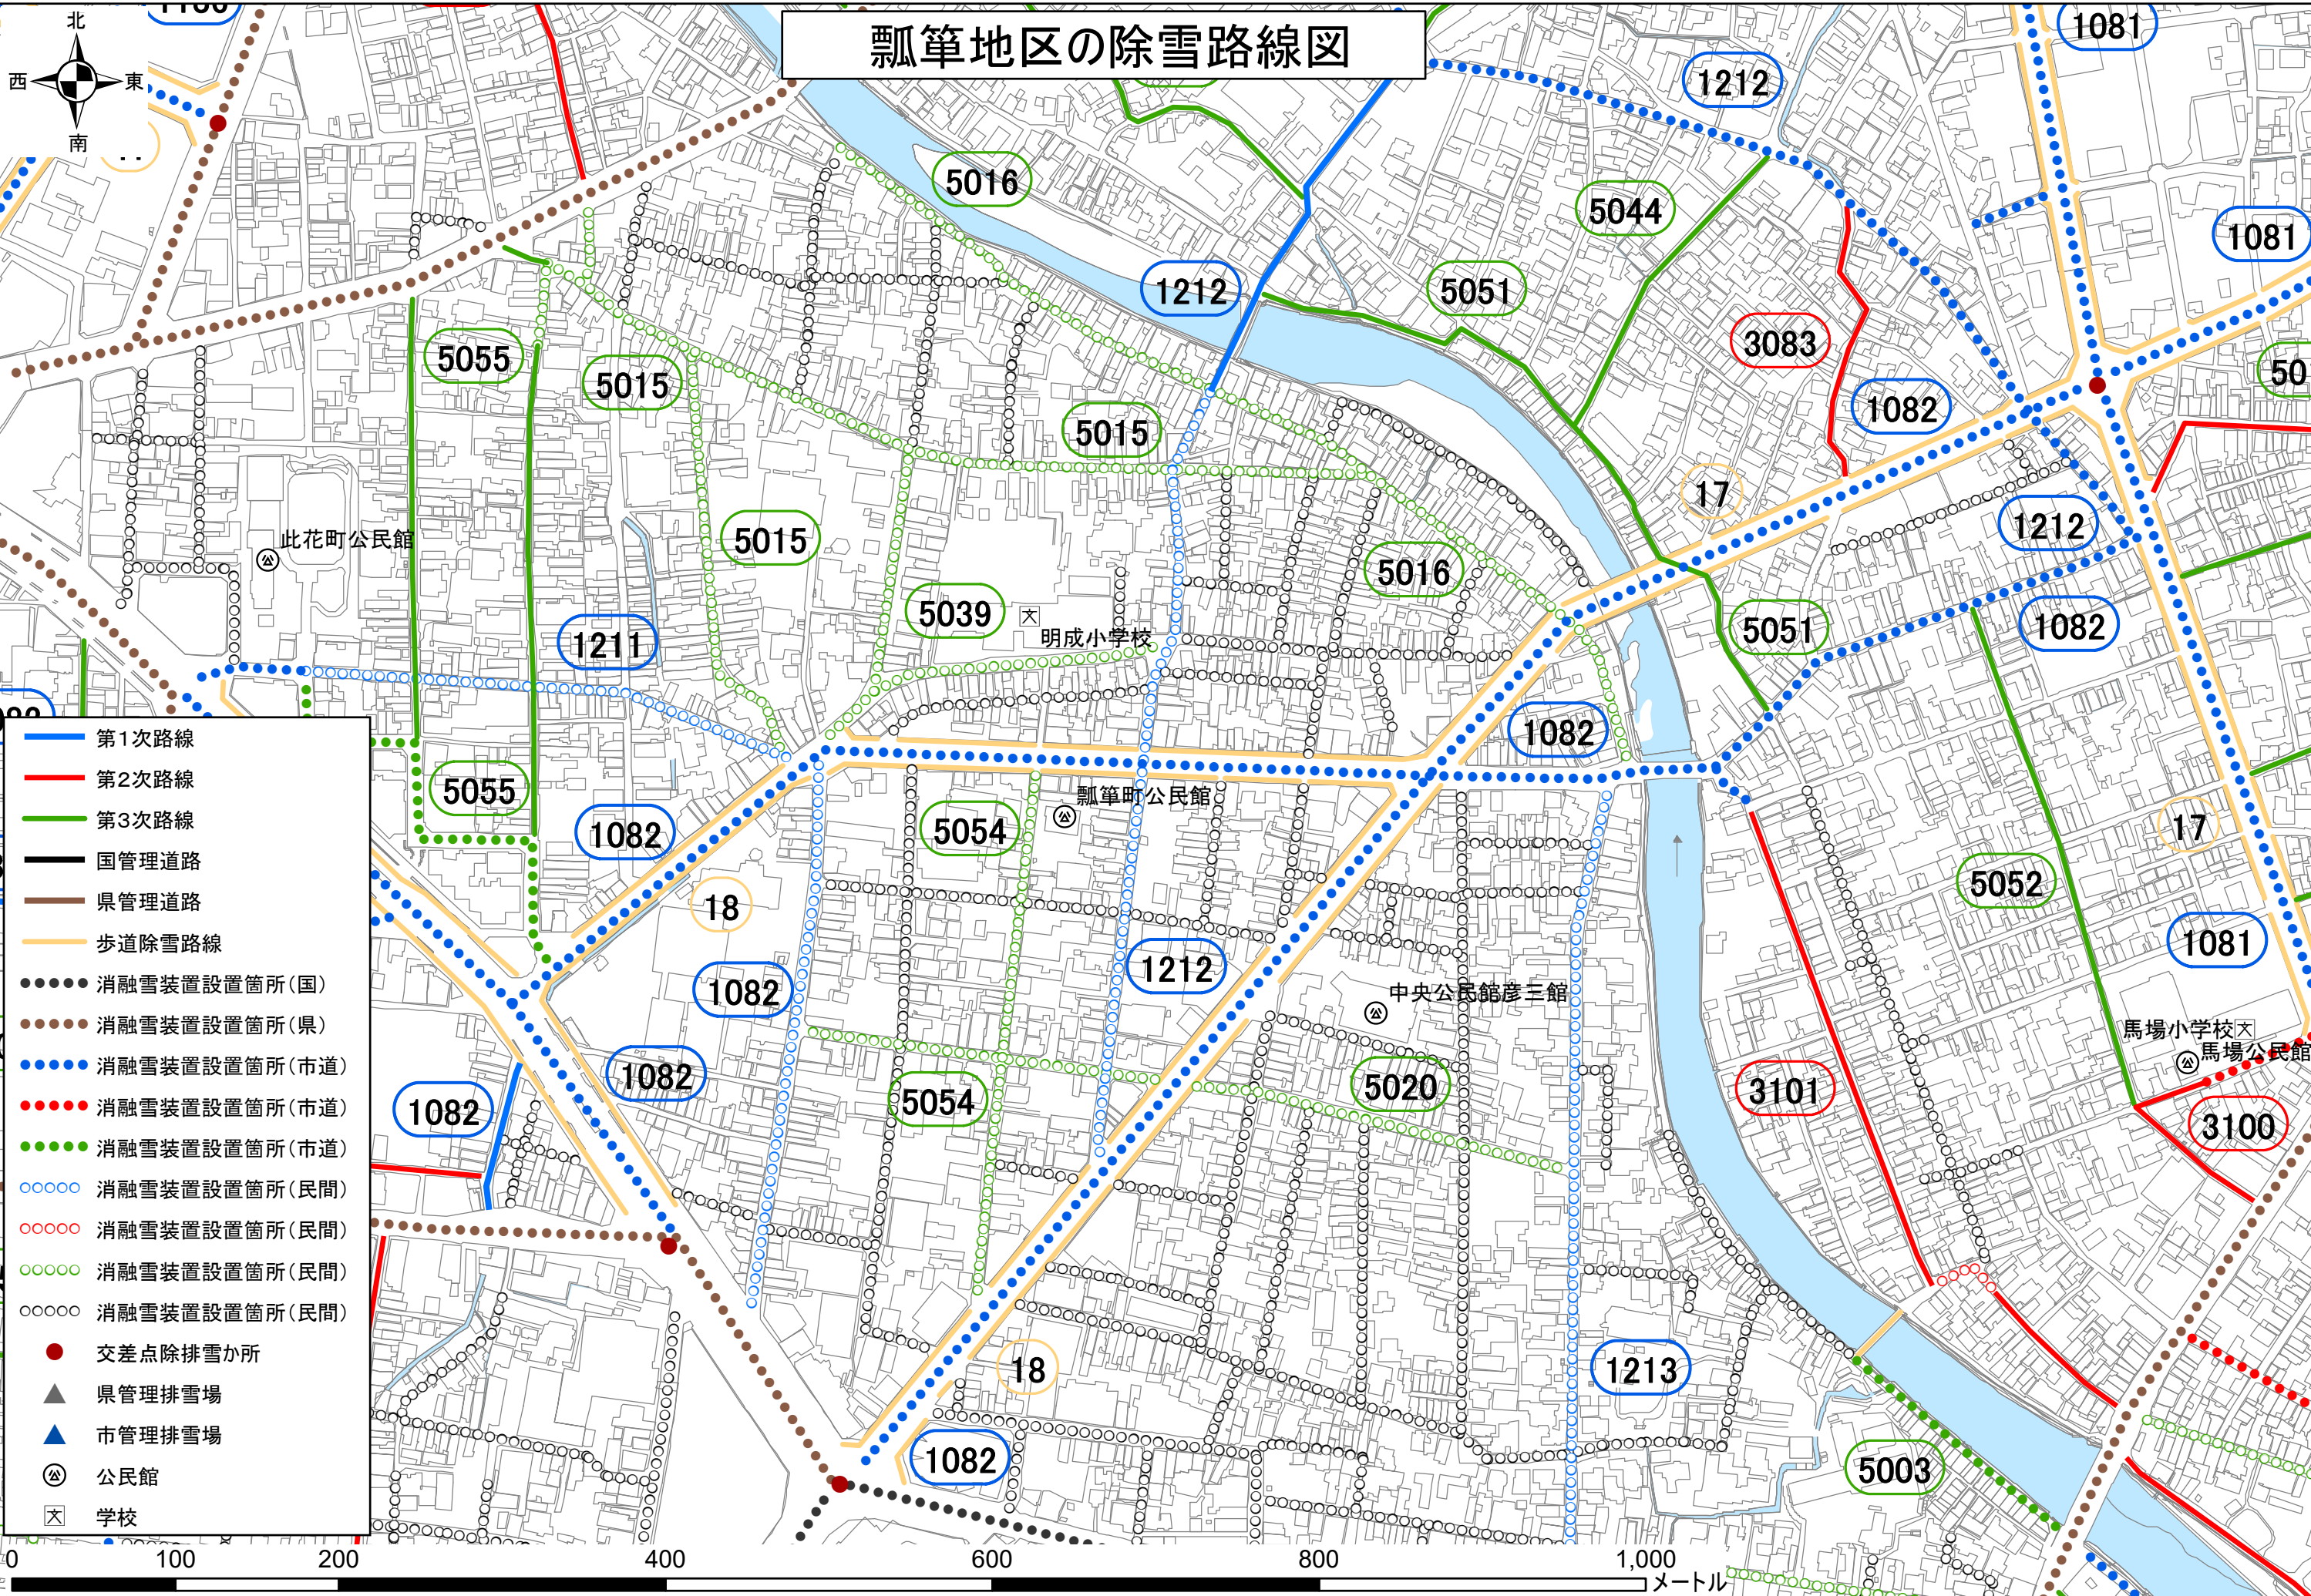 瓢箪地区の除雪路線図
北
西 東
南
1081
1212
5016
5044
1081
1212
5051
3083
5055
5015
1082
5015
17
5015
1212
此花町公民館
5016
5039
明成小学校
1211
5051
1082
1082
5055
瓢箪町公民館
5054
1082
17
18
5052
1081
1212
1082
中央公民館彦三館
馬場小学校
馬場公民館
1082
5020
3101
5054
1082
3100
18
1213
1082
5003
第1次路線
第2次路線
第3次路線
国管理道路
県管理道路
歩道除雪路線
消融雪装置設置箇所(国)
消融雪装置設置箇所(県)
消融雪装置設置箇所(市道)
消融雪装置設置箇所(市道)
消融雪装置設置箇所(市道)
消融雪装置設置箇所(民間)
消融雪装置設置箇所(民間)
消融雪装置設置箇所(民間)
消融雪装置設置箇所(民間)
交差点除排雪か所
県管理排雪場
市管理排雪場
公民館
文 学校
0 100 200 400 600 800 1,000
メートル